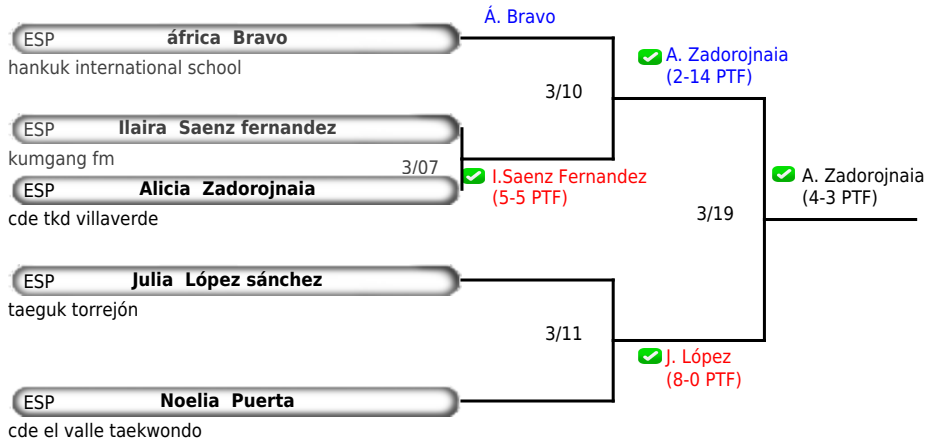 Á. Bravo
ESP áfrica Bravo
hankuk international school
A. Zadorojnaia
(2-14 PTF)
3/10
ESP Ilaira Saenz fernandez
kumgang fm
3/07
I.Saenz Fernandez
(5-5 PTF)
A. Zadorojnaia
(4-3 PTF)
ESP Alicia Zadorojnaia
cde tkd villaverde
3/19
ESP Julia López sánchez
taeguk torrejón
3/11
J. López
(8-0 PTF)
ESP Noelia Puerta
cde el valle taekwondo